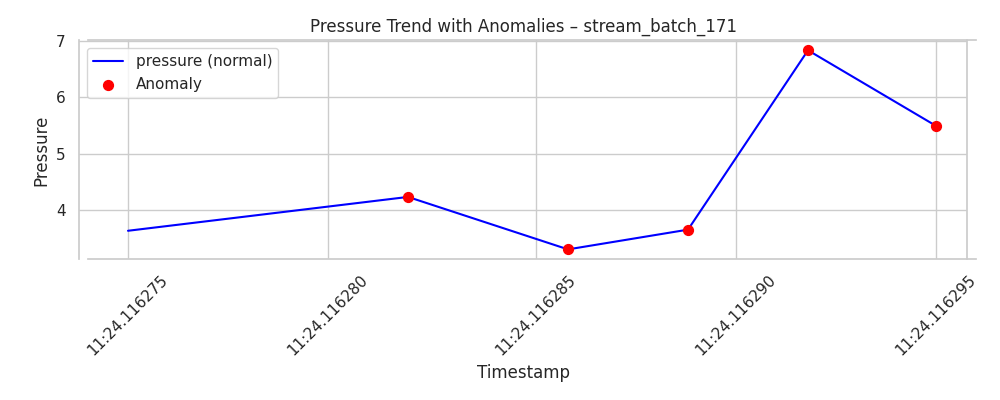 Pressure Trend with Anomalies – stream_batch_171
pressure (normal)
Anomaly
Pressure
7
6
5
4
11:24.116275
11:24.116280
11:24.116285
11:24.116290
11:24.116295
Timestamp